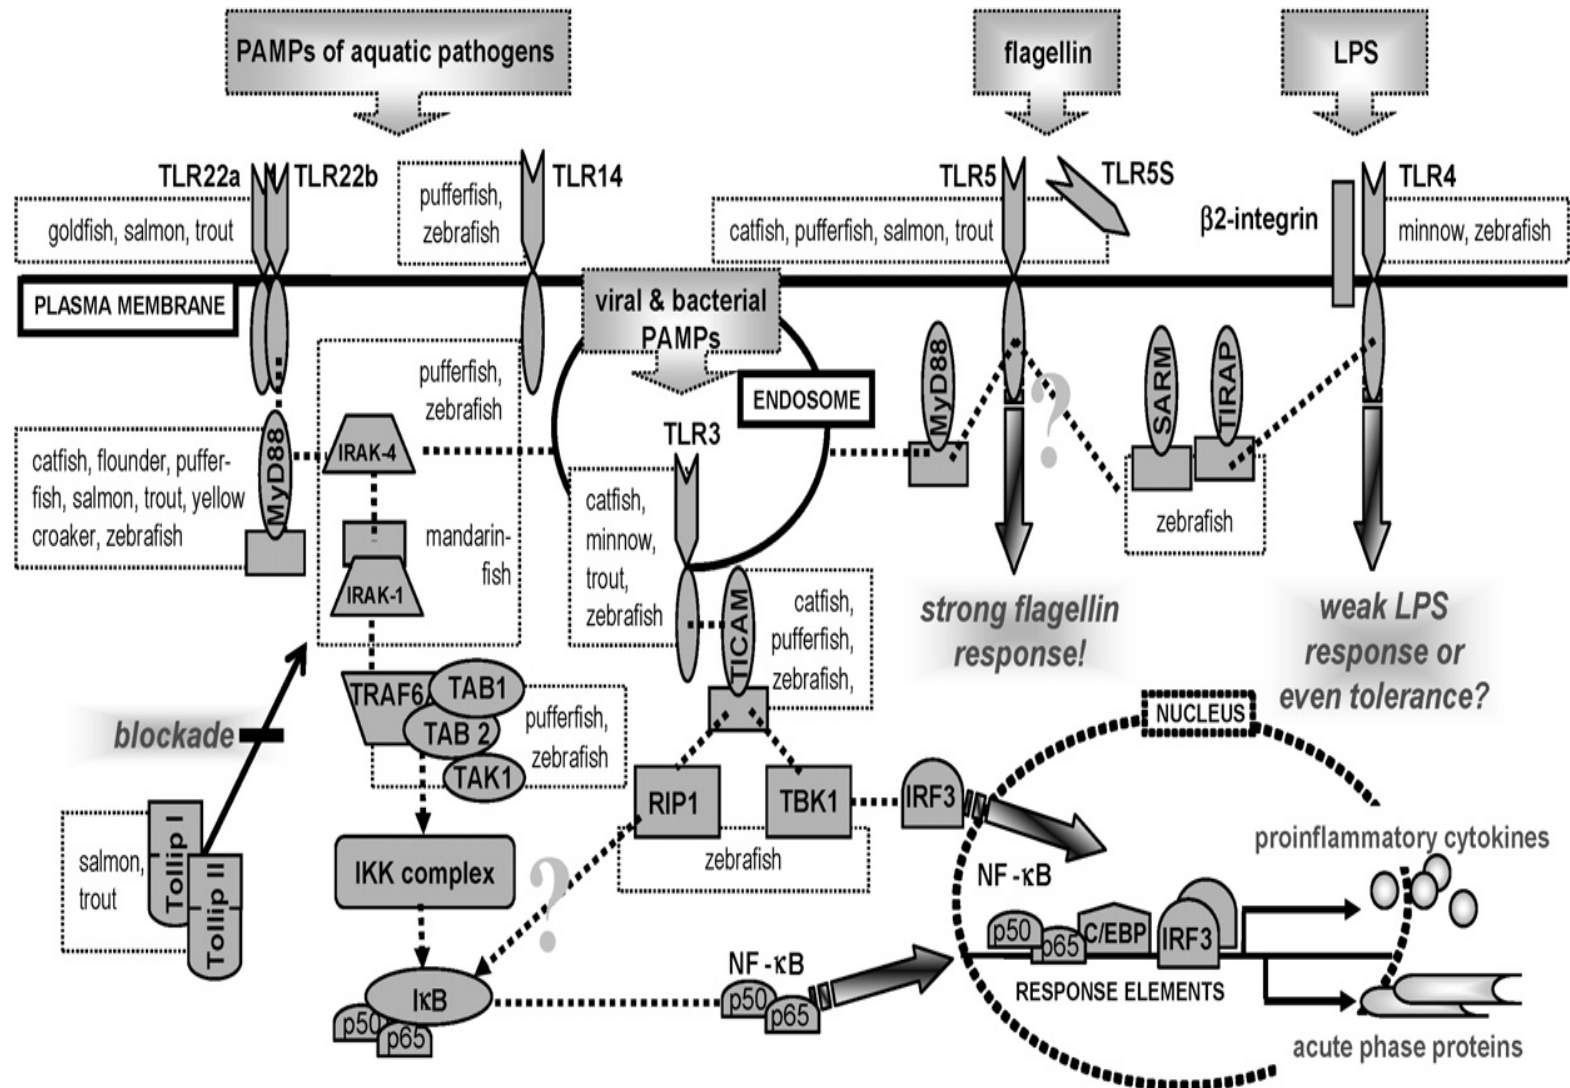 PAMPs of aquatic pathogens
flagellin
LPS
TLR22a
TLR22b
goldfish, salmon, trout
pufferfish,
zebrafish
TLR14
TLR5
TLR5S
catfish, pufferfish, salmon, trout
β2-integrin
TLR4
minnow, zebrafish
PLASMA MEMBRANE
viral & bacterial
PAMPs
ENDOSOME
MyD88
catfish, flounder, puffer-
fish, salmon, trout, yellow
croaker, zebrafish
IRAK-4
pufferfish,
zebrafish
IRAK-1
mandarin-
fish
TLR3
catfish,
minnow,
trout,
zebrafish
TICAM
catfish,
pufferfish,
zebrafish,
MyD88
?
SARM
TIRAP
zebrafish
strong flagellin
response!
weak LPS
response or
even tolerance?
blockade
TRAF6
TAB1
TAB 2
TAK1
pufferfish,
zebrafish
Tollip I
Tollip II
salmon,
trout
IKK complex
RIP1
TBK1
zebrafish
?
IRF3
IκB
p50
p65
NF -κB
p50
p65
NUCLEUS
NF -κB
p50
p65
C/EBP
IRF3
RESPONSE ELEMENTS
proinflammatory cytokines
acute phase proteins